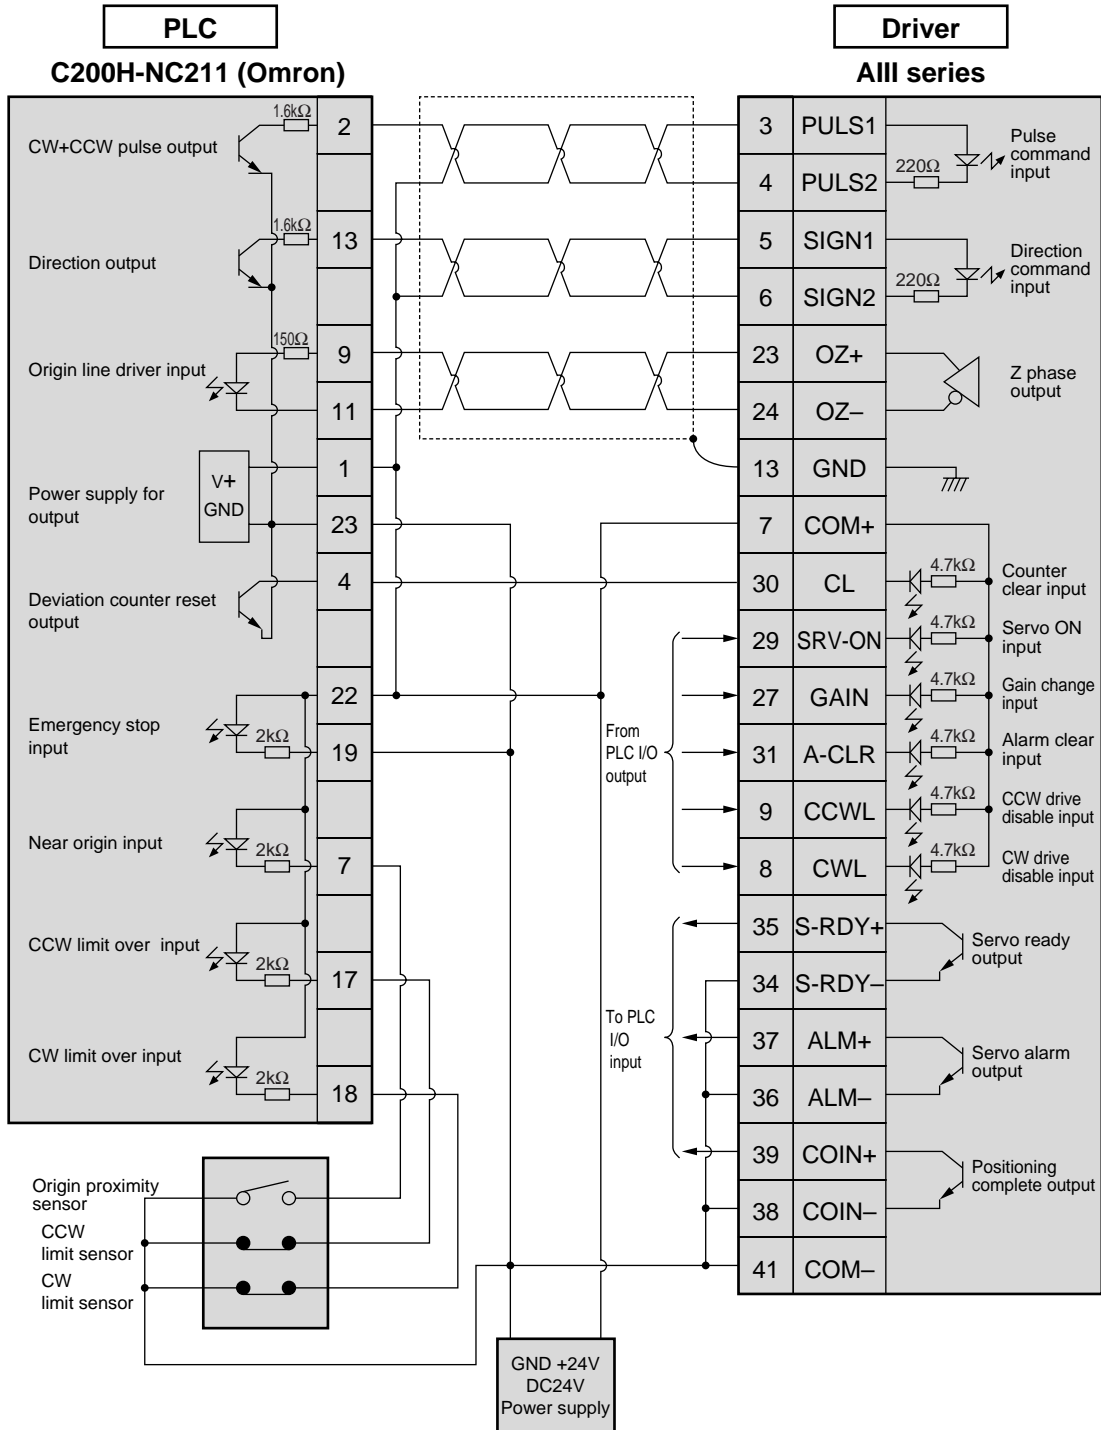 PLC
Driver
C200H-NC211 (Omron)
AIII series
CW+CCW pulse output
1.6kΩ
2
Direction output
1.6kΩ
13
Origin line driver input
150Ω
9
11
Power supply for
output
V+
GND
1
23
Deviation counter reset
output
4
Emergency stop
input
22
2kΩ
19
Near origin input
2kΩ
7
CCW limit over input
2kΩ
17
CW limit over input
2kΩ
18
3 PULS1
4 PULS2
220Ω
Pulse
command
input
5 SIGN1
6 SIGN2
220Ω
Direction
command
input
23 OZ+
24 OZ–
Z phase
output
13 GND
7 COM+
30 CL
4.7kΩ
Counter
clear input
29 SRV-ON
4.7kΩ
Servo ON
input
27 GAIN
4.7kΩ
Gain change
input
31 A-CLR
4.7kΩ
Alarm clear
input
9 CCWL
4.7kΩ
CCW drive
disable input
8 CWL
4.7kΩ
CW drive
disable input
From
PLC I/O
output
35 S-RDY+
34 S-RDY–
Servo ready
output
37 ALM+
36 ALM–
Servo alarm
output
39 COIN+
38 COIN–
Positioning
complete output
41 COM–
To PLC
I/O
input
Origin proximity
sensor
CCW
limit sensor
CW
limit sensor
GND +24V
DC24V
Power supply